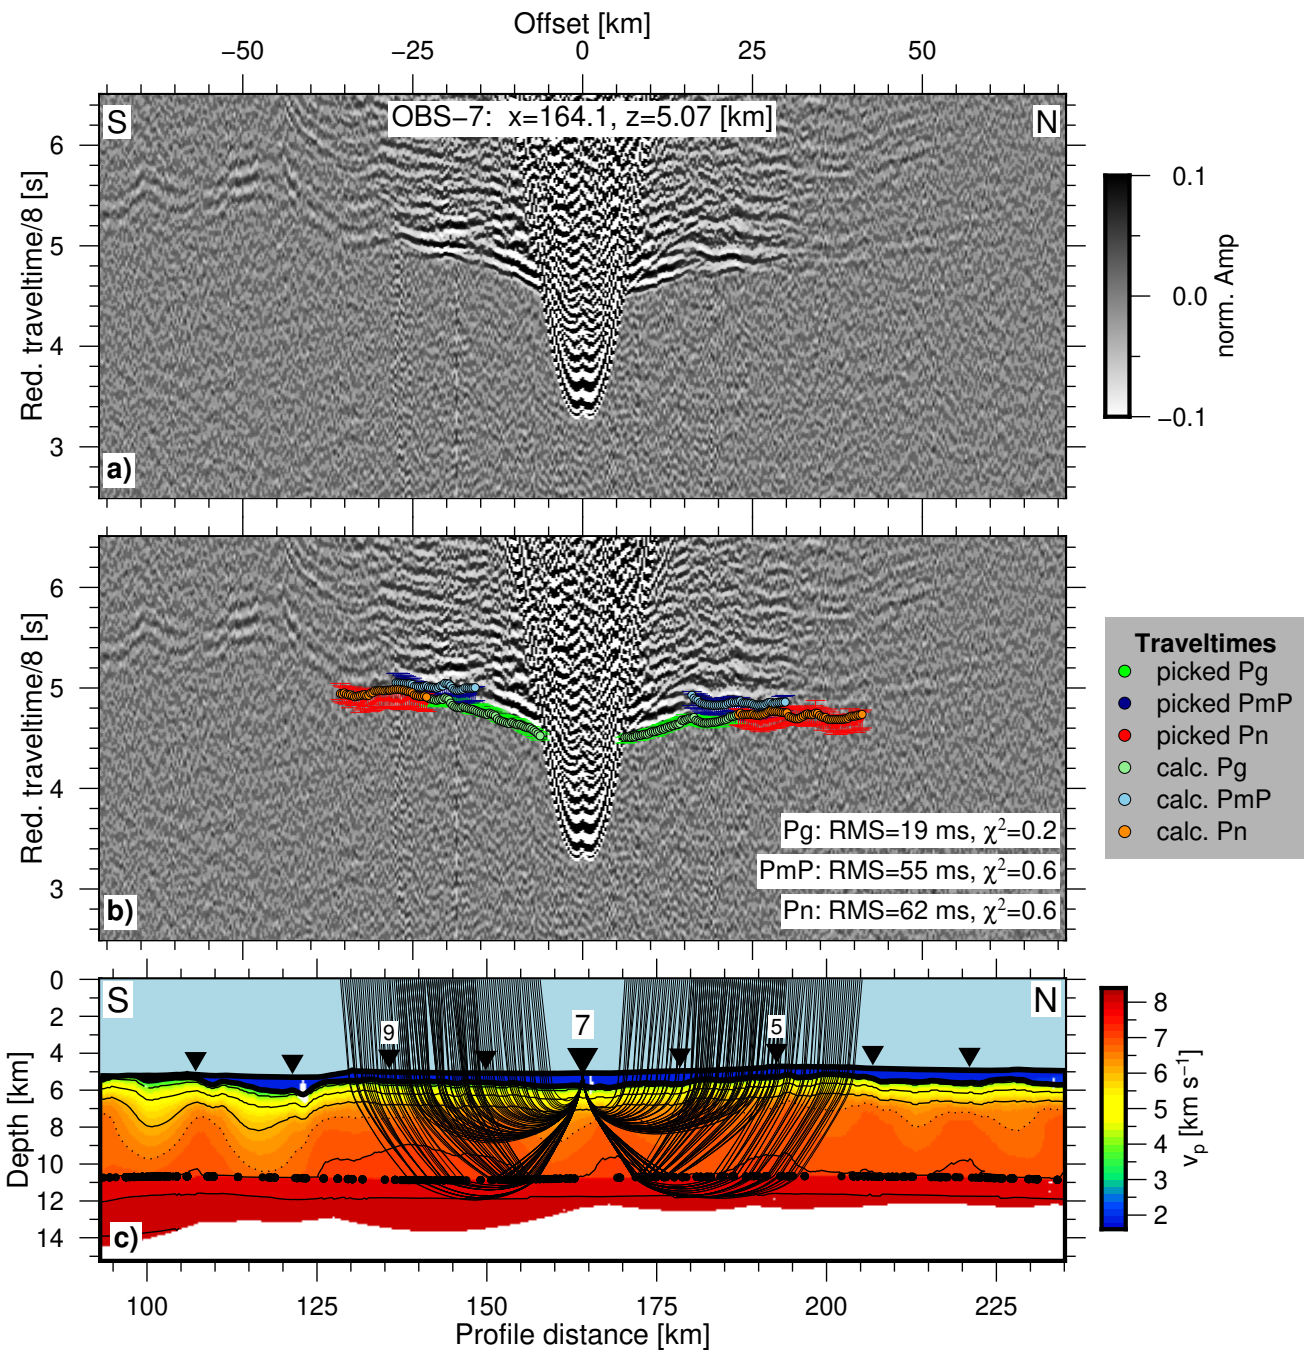 Offset [km]
−50 −25 0 25 50
S
OBS−7: x=164.1, z=5.07 [km]
N
Red. traveltime/8 [s]
6
5
4
3
a)
0.1
0.0
−0.1
norm. Amp
Red. traveltime/8 [s]
6
5
4
3
b)
Pg: RMS=19 ms, χ²=0.2
PmP: RMS=55 ms, χ²=0.6
Pn: RMS=62 ms, χ²=0.6
Traveltimes
picked Pg
picked PmP
picked Pn
calc. Pg
calc. PmP
calc. Pn
Depth [km]
0
2
4
6
8
10
12
14
S
9
7
5
N
c)
8
7
6
5
4
3
2
vₚ [km s⁻¹]
100 125 150 175 200 225
Profile distance [km]